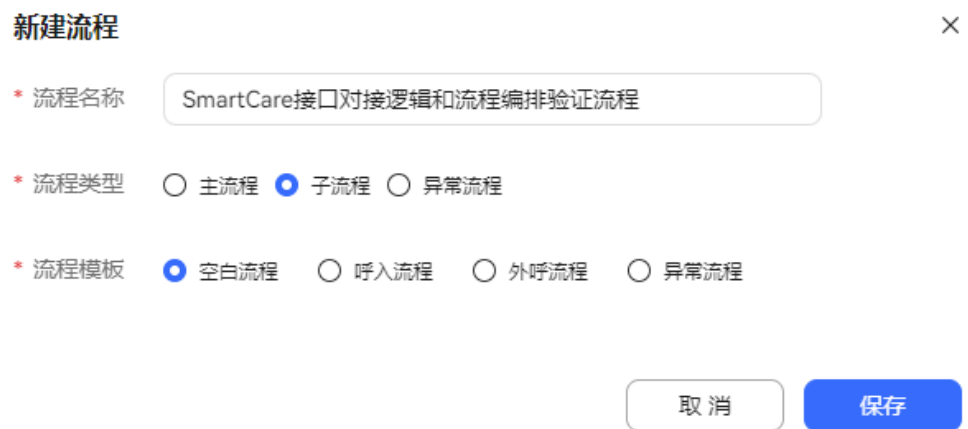 新建流程
* 流程名称 SmartCare接口对接逻辑和流程编排验证流程
* 流程类型 主流程 子流程 异常流程
* 流程模板 空白流程 呼入流程 外呼流程 异常流程
取消 保存